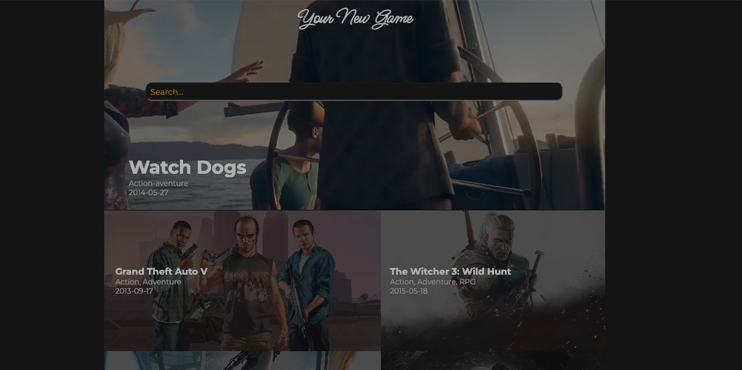 Your New Game
Search...
Watch Dogs
Action-aventure
2014-05-27
Grand Theft Auto V
Action, Adventure
2013-09-17
The Witcher 3: Wild Hunt
Action, Adventure, RPG
2015-05-18